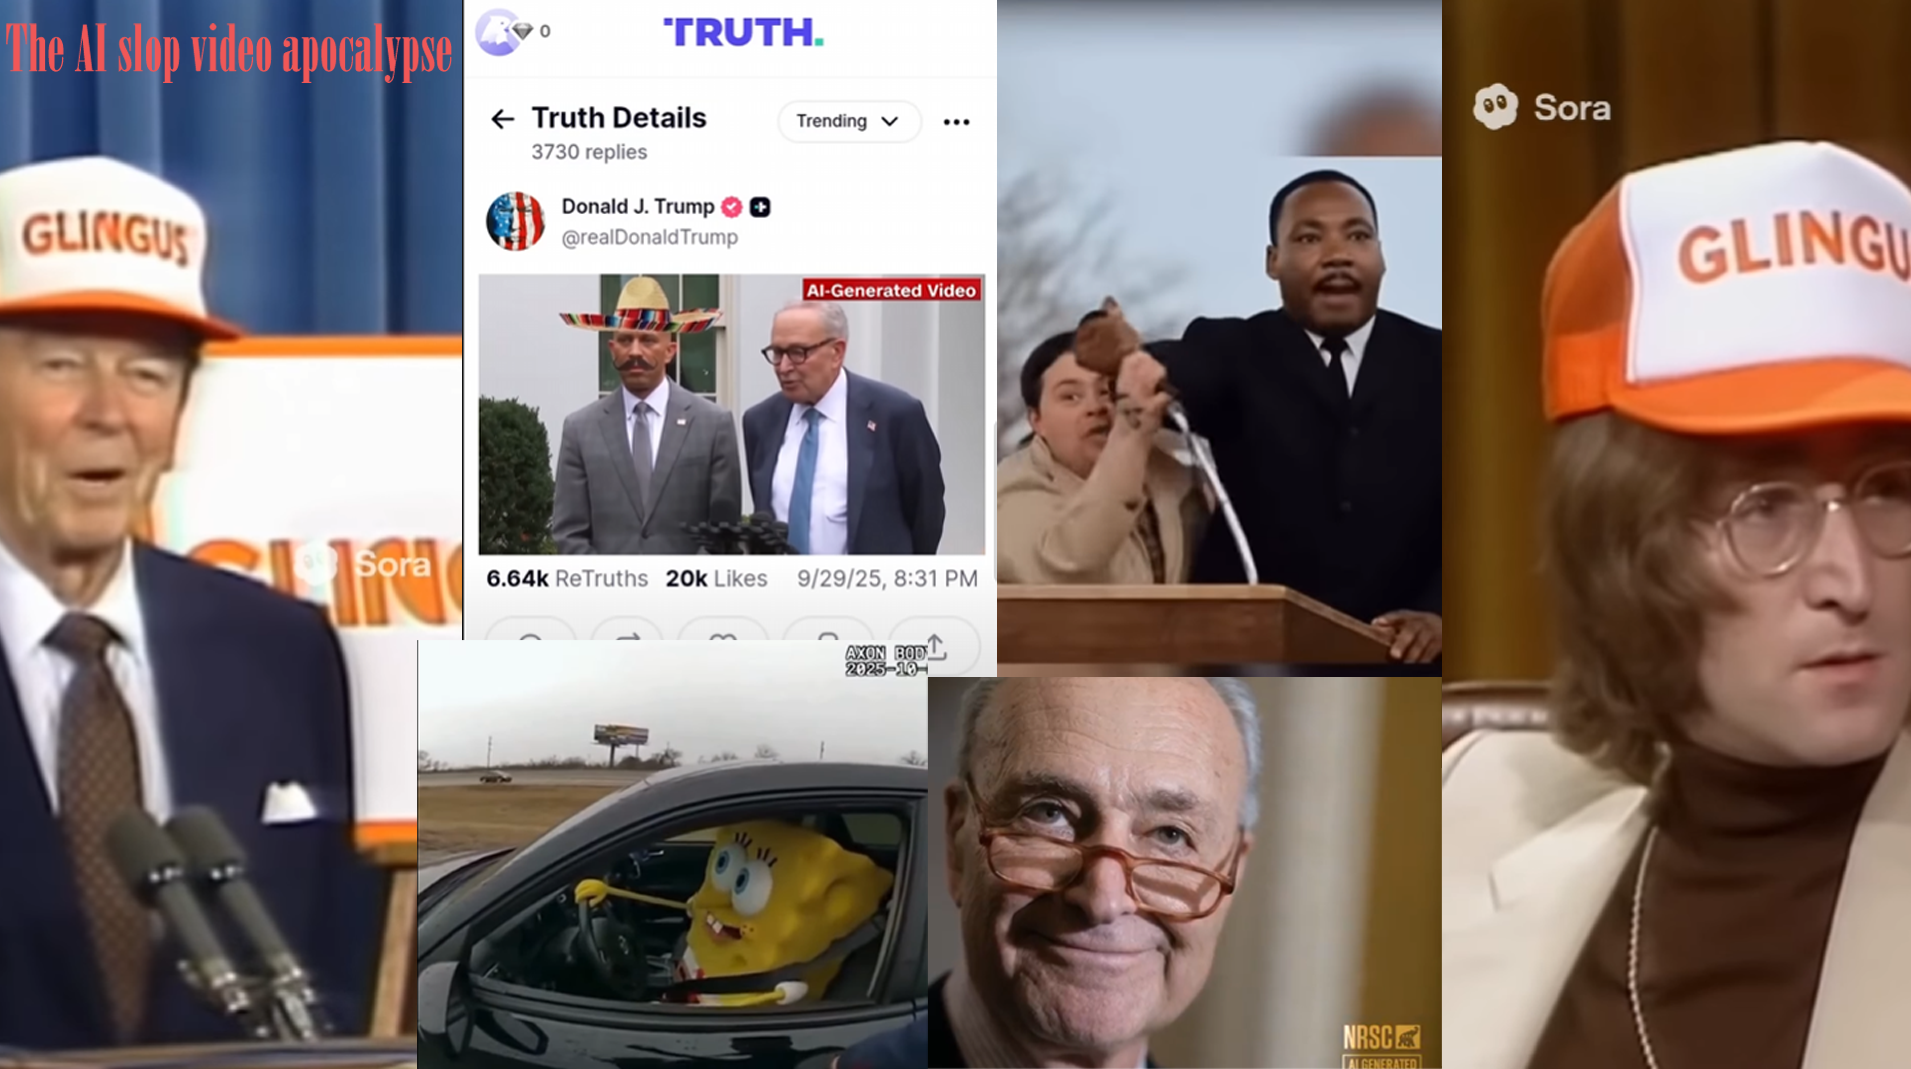 The AI slop video apocalypse
GLINGUS
Sora
0
TRUTH.
Truth Details
Trending
3730 replies
Donald J. Trump
@realDonaldTrump
AI-Generated Video
6.64k ReTruths 20k Likes 9/29/25, 8:31 PM
AXON BODY
2025-10-
NRSC
AI GENERATED
Sora
GLINGU